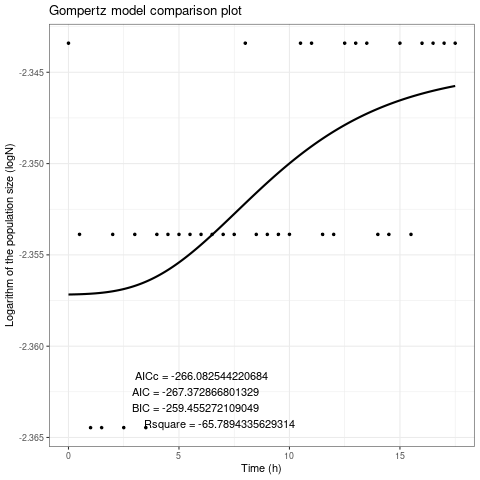 Gompertz model comparison plot
Logarithm of the population size (logN)
-2.345
-2.350
-2.355
-2.360
-2.365
AICc = -266.082544220684
AIC = -267.372866801329
BIC = -259.455272109049
Rsquare = -65.7894335629314
0
5
10
15
Time (h)